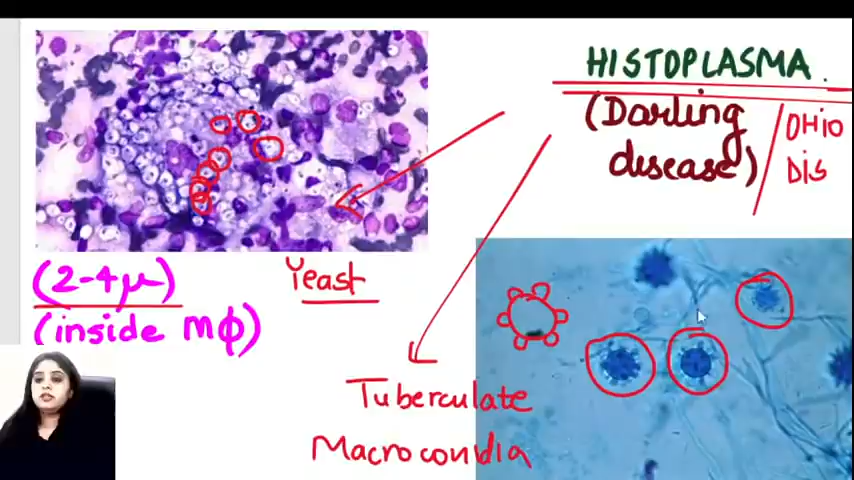 HISTOPLASMA
(Darling disease) / OHIO DIS
Yeast
(2-4μ)
(inside mϕ)
Tuberculate
Macroconidia